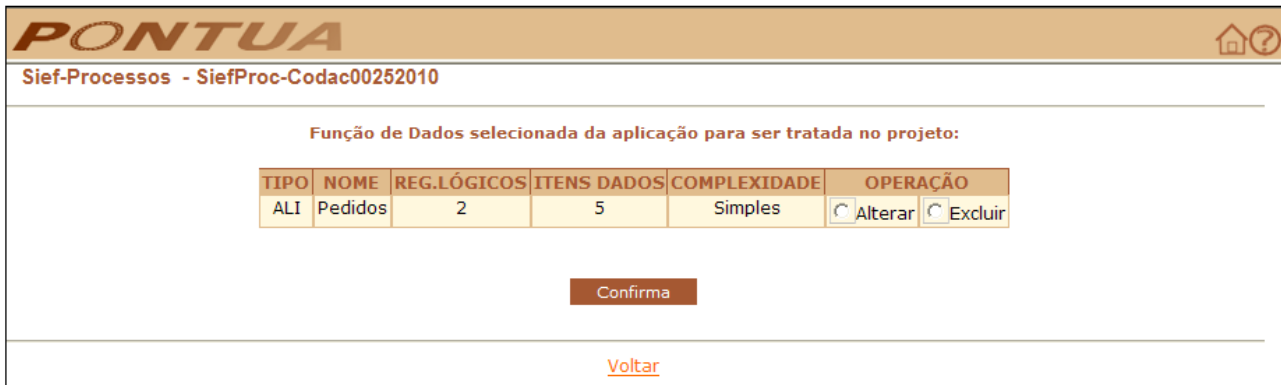 PONTUA
?
Sief-Processos - SiefProc-Codac00252010
Função de Dados selecionada da aplicação para ser tratada no projeto:
TIPO NOME REG.LÓGICOS ITENS DADOS COMPLEXIDADE OPERAÇÃO
ALI Pedidos 2 5 Simples Alterar Excluir
Confirma
Voltar